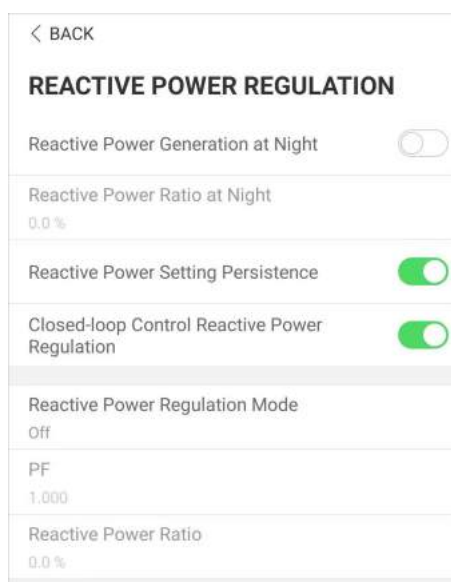 < BACK
REACTIVE POWER REGULATION
Reactive Power Generation at Night
Reactive Power Ratio at Night
0.0 %
Reactive Power Setting Persistence
Closed-loop Control Reactive Power
Regulation
Reactive Power Regulation Mode
Off
PF
1.000
Reactive Power Ratio
0.0 %